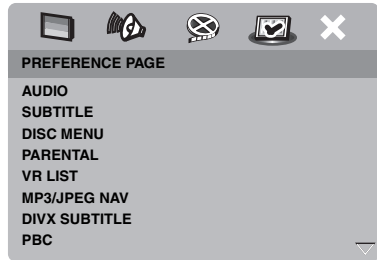 PREFERENCE PAGE
AUDIO
SUBTITLE
DISC MENU
PARENTAL
VR LIST
MP3/JPEG NAV
DIVX SUBTITLE
PBC